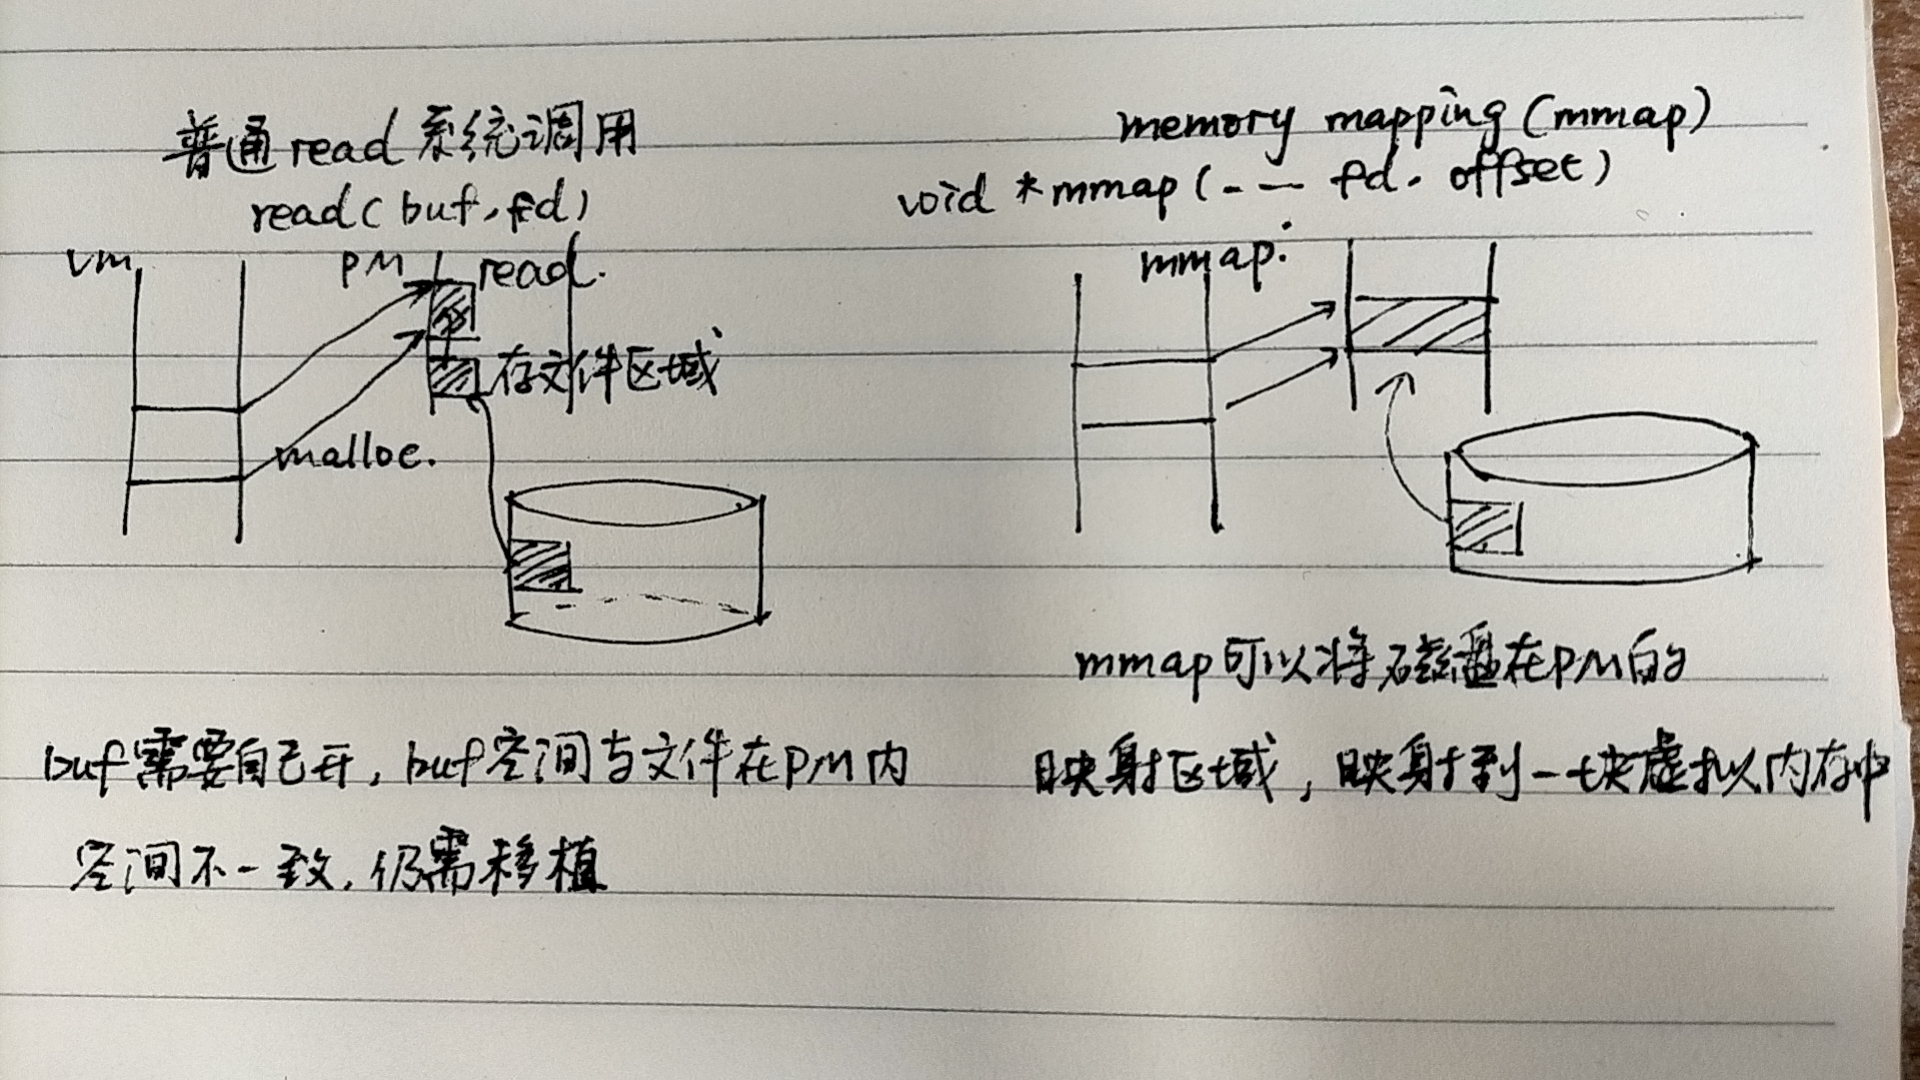 普通read系统调用
read(buf,fd)
vm
PM
read.
存文件区域
malloc.
buf需要自己开,buf空间与文件在PM内
空间不一致,仍需移植
memory mapping (mmap)
void *mmap(-— fd. offset)
mmap.
mmap可以将磁盘在PM的
映射区域,映射到一块虚拟内存中